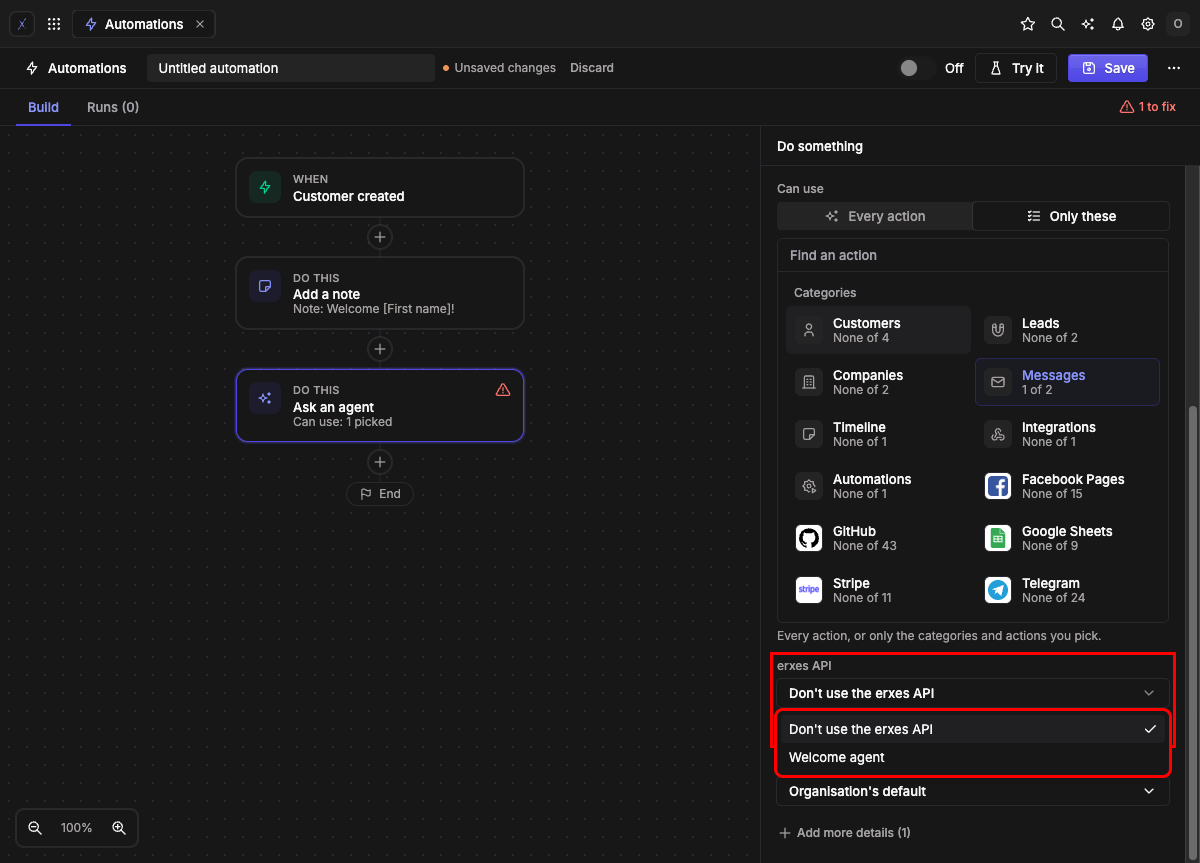 Automations
O
Automations
Untitled automation
Unsaved changes
Discard
Off
Try it
Save
Build
Runs (0)
1 to fix
WHEN
Customer created
DO THIS
Add a note
Note: Welcome [First name]!
DO THIS
Ask an agent
Can use: 1 picked
End
100%
Do something
Can use
Every action
Only these
Find an action
Categories
Customers
None of 4
Leads
None of 2
Companies
None of 2
Messages
1 of 2
Timeline
None of 1
Integrations
None of 1
Automations
None of 1
Facebook Pages
None of 15
GitHub
None of 43
Google Sheets
None of 9
stripe
Stripe
None of 11
Telegram
None of 24
Every action, or only the categories and actions you pick.
erxes API
Don't use the erxes API
Don't use the erxes API
Welcome agent
Organisation's default
Add more details (1)